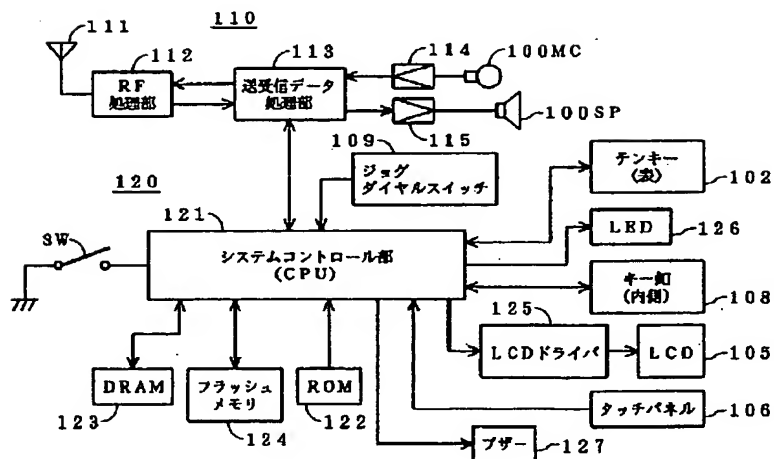 110
111
112
RF
処理部
113
送受信データ
処理部
114
100MC
115
100SP
109
ジョグ
ダイヤルスイッチ
テンキー
(表)
102
120
121
システムコントロール部
(CPU)
SW
LED
126
キー釦
(内側)
108
125
LCDドライバ
LCD
105
DRAM
123
フラッシュ
メモリ
124
ROM
122
タッチパネル
106
ブザー
127